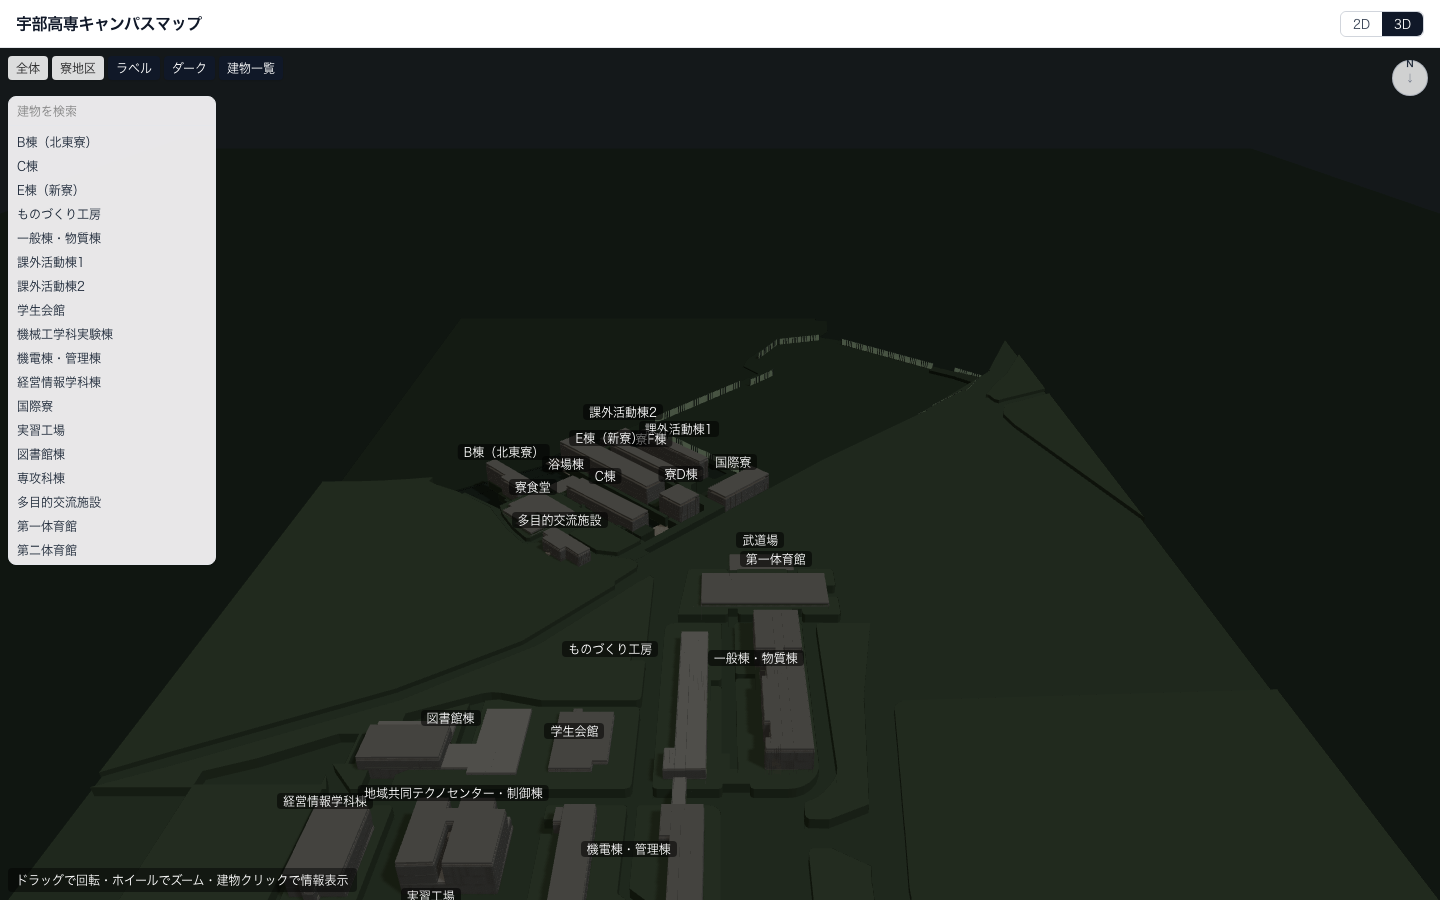 宇部高専キャンパスマップ
2D 3D
全体 寮地区 ラベル ダーク 建物一覧
N
↓
建物を検索
B棟（北東寮）
C棟
E棟（新寮）
ものづくり工房
一般棟・物質棟
課外活動棟1
課外活動棟2
学生会館
機械工学科実験棟
機電棟・管理棟
経営情報学科棟
国際寮
実習工場
図書館棟
専攻科棟
多目的交流施設
第一体育館
第二体育館
課外活動棟2
課外活動棟1
E棟（新寮）
寮F棟
B棟（北東寮）
浴場棟
国際寮
C棟
寮D棟
寮食堂
多目的交流施設
武道場
第一体育館
ものづくり工房
一般棟・物質棟
図書館棟
学生会館
地域共同テクノセンター・制御棟
経営情報学科棟
機電棟・管理棟
ドラッグで回転・ホイールでズーム・建物クリックで情報表示
実習工場